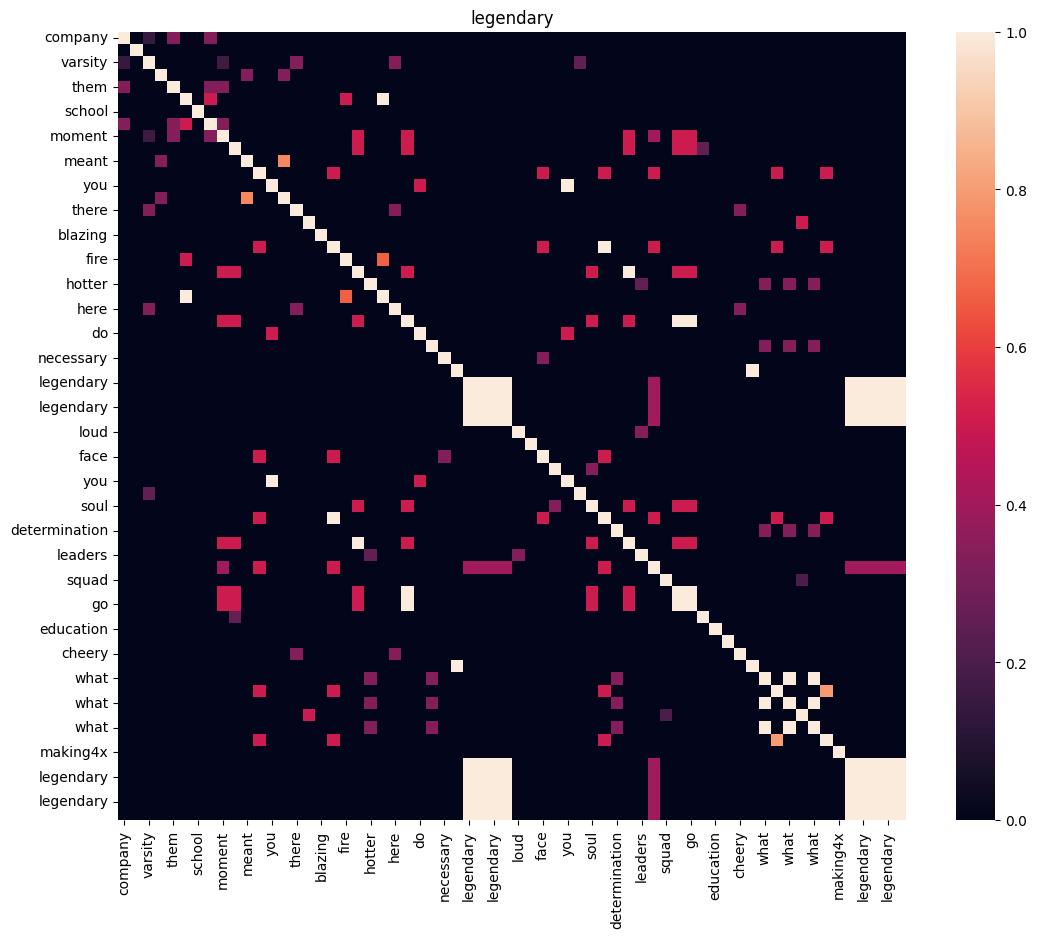 legendary
company
varsity
them
school
moment
meant
you
there
blazing
fire
hotter
here
do
necessary
legendary
legendary
loud
face
you
soul
determination
leaders
squad
go
education
cheery
what
what
what
making4x
legendary
legendary
1.0
0.8
0.6
0.4
0.2
0.0
company
varsity
them
school
moment
meant
you
there
blazing
fire
hotter
here
do
necessary
legendary
legendary
loud
face
you
soul
determination
leaders
squad
go
education
cheery
what
what
what
making4x
legendary
legendary